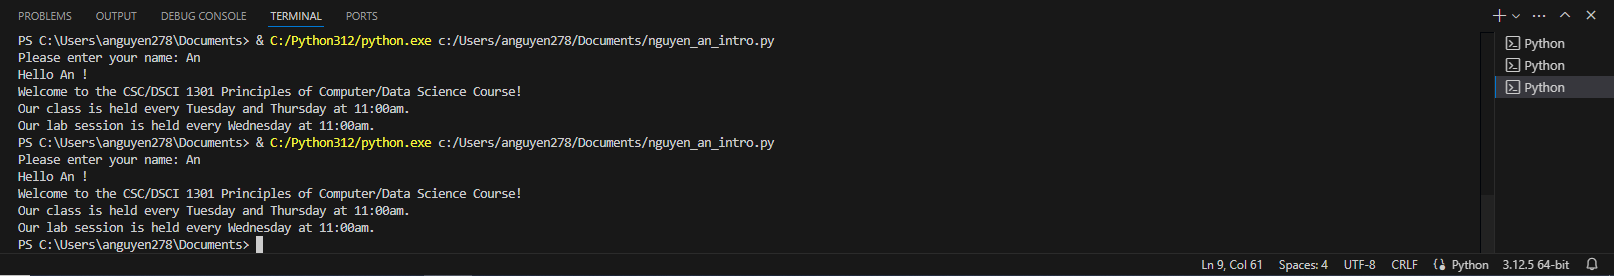 PROBLEMS OUTPUT DEBUG CONSOLE TERMINAL PORTS
PS C:\Users\anguyen278\Documents> & C:/Python312/python.exe c:/Users/anguyen278/Documents/nguyen_an_intro.py
Please enter your name: An
Hello An !
Welcome to the CSC/DSCI 1301 Principles of Computer/Data Science Course!
Our class is held every Tuesday and Thursday at 11:00am.
Our lab session is held every Wednesday at 11:00am.
PS C:\Users\anguyen278\Documents> & C:/Python312/python.exe c:/Users/anguyen278/Documents/nguyen_an_intro.py
Please enter your name: An
Hello An !
Welcome to the CSC/DSCI 1301 Principles of Computer/Data Science Course!
Our class is held every Tuesday and Thursday at 11:00am.
Our lab session is held every Wednesday at 11:00am.
PS C:\Users\anguyen278\Documents>
Python
Python
Python
Ln 9, Col 61 Spaces: 4 UTF-8 CRLF Python 3.12.5 64-bit